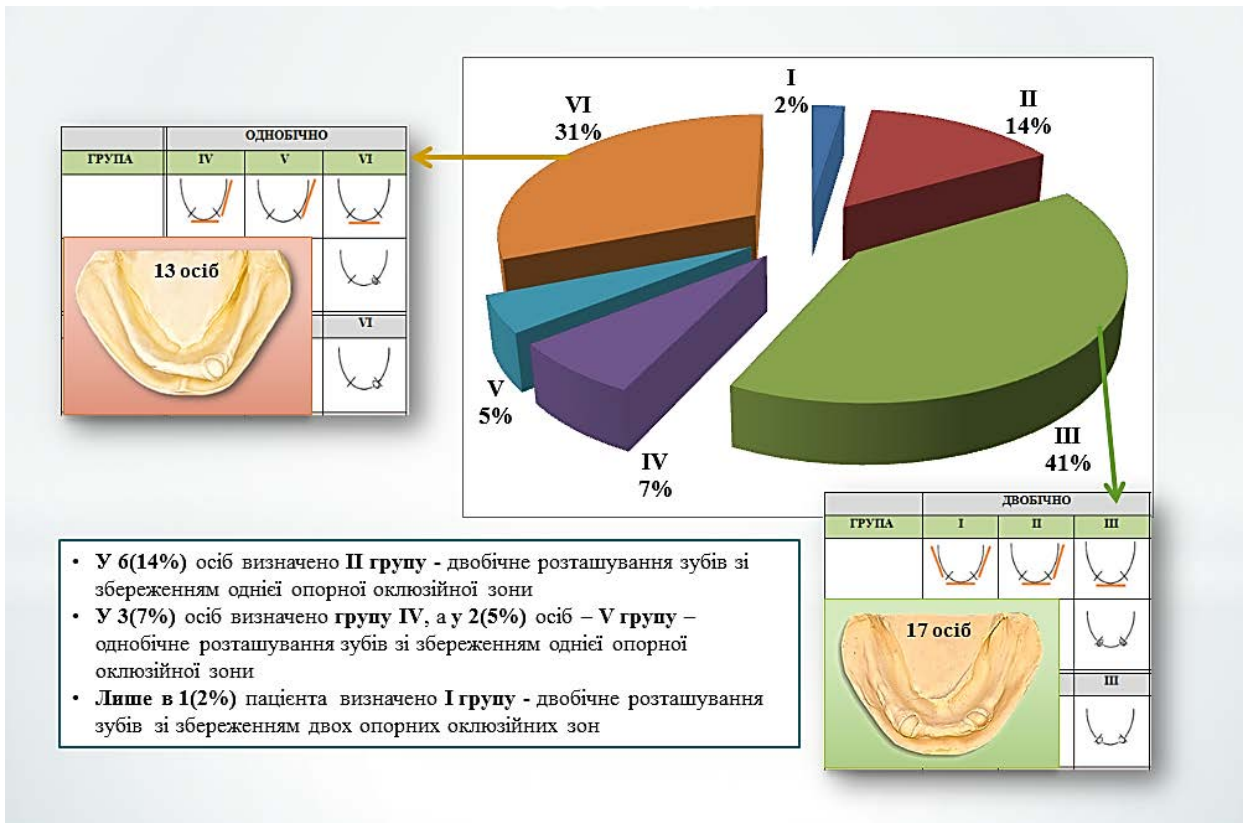 I
2%
II
14%
III
41%
IV
7%
V
5%
VI
31%
ОДНОБІЧНО
ГРУПА IV V VI
13 осіб
VI
ДВОБІЧНО
ГРУПА I II III
17 осіб
III
• У 6(14%) осіб визначено II групу - двобічне розташування зубів зі
збереженням однієї опорної оклюзійної зони
• У 3(7%) осіб визначено групу IV, а у 2(5%) осіб – V групу –
однобічне розташування зубів зі збереженням однієї опорної
оклюзійної зони
• Лише в 1(2%) пацієнта визначено I групу - двобічне розташування
зубів зі збереженням двох опорних оклюзійних зон